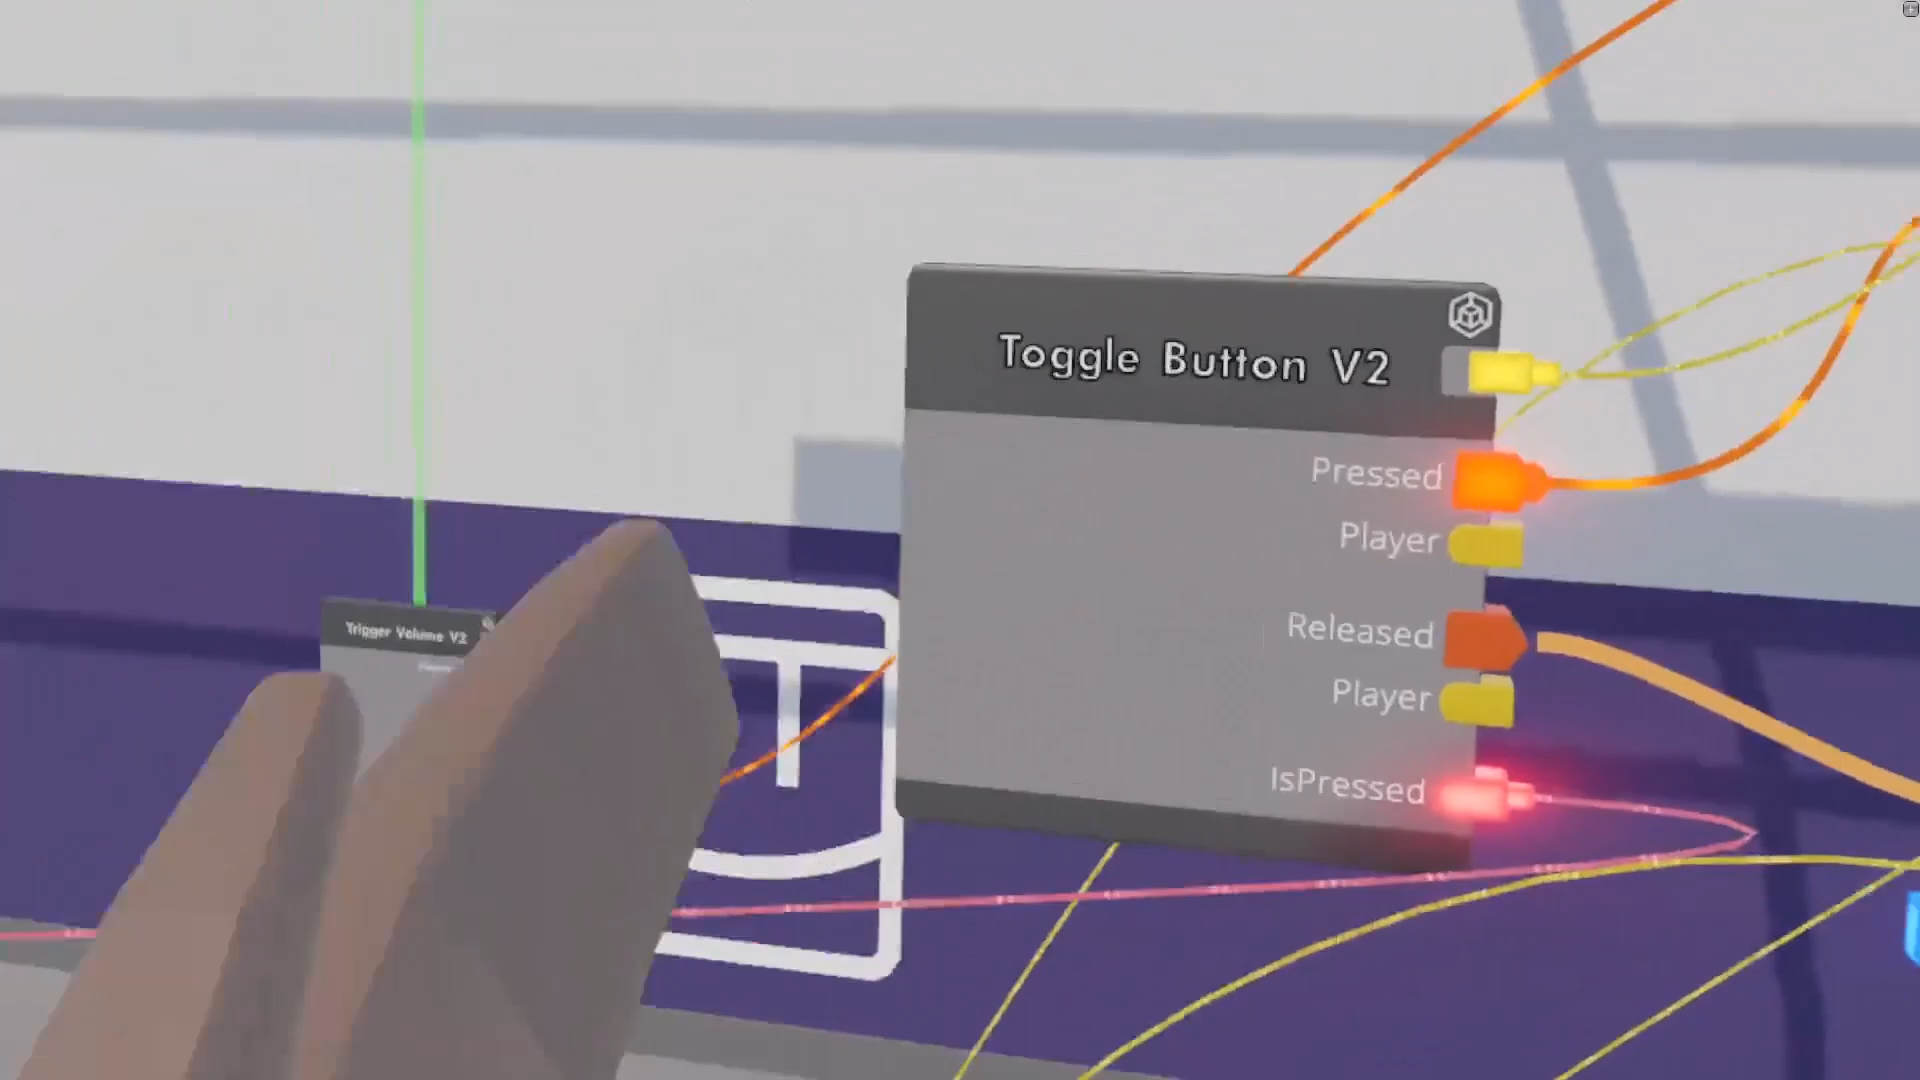 Toggle Button V2
Pressed
Player
Released
Player
IsPressed
Trigger Volume V2